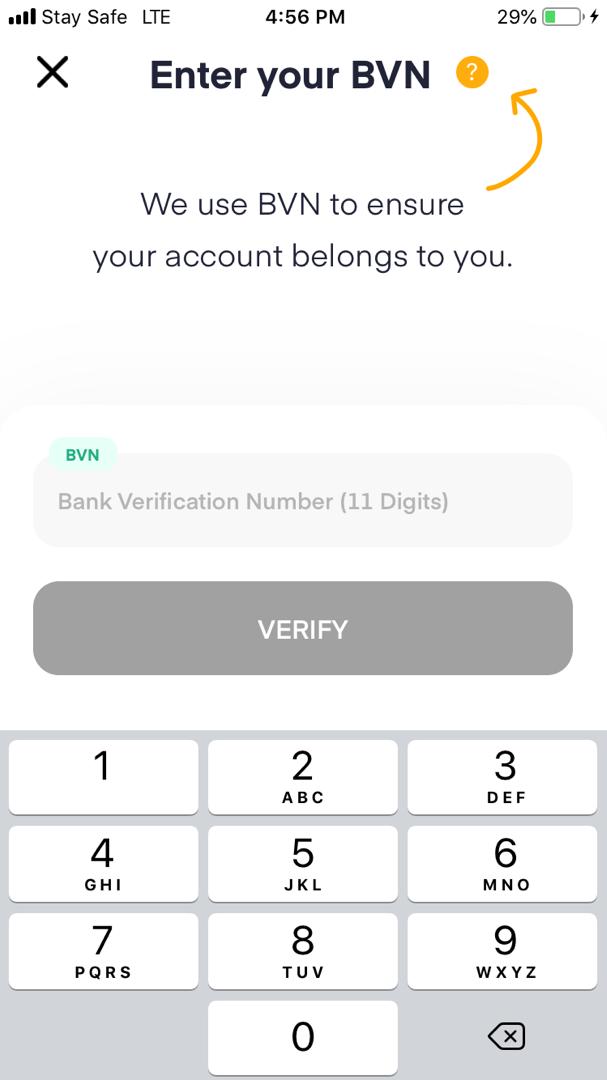 Stay Safe LTE 4:56 PM 29%
Enter your BVN ?
We use BVN to ensure
your account belongs to you.
BVN
Bank Verification Number (11 Digits)
VERIFY
1 2 3
ABC DEF
4 5 6
GHI JKL MNO
7 8 9
PQRS TUV WXYZ
0